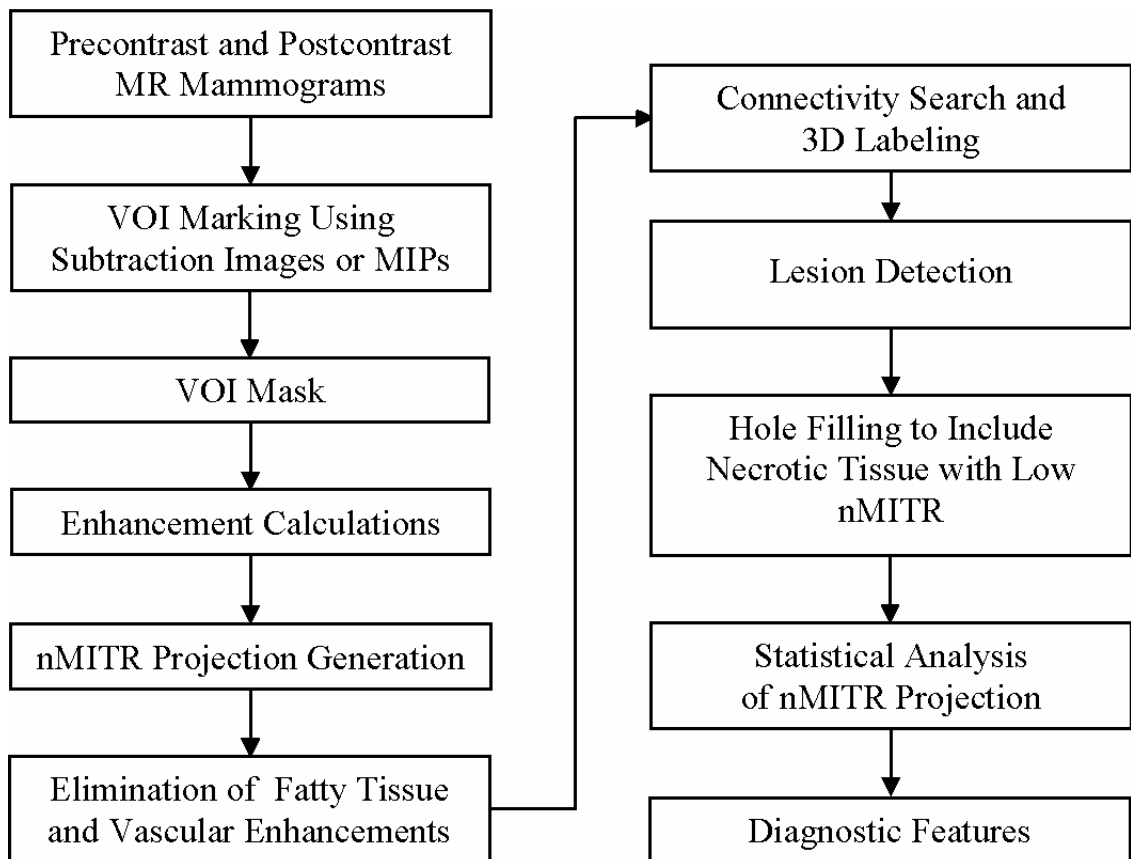 Precontrast and Postcontrast
MR Mammograms
VOI Marking Using
Subtraction Images or MIPs
VOI Mask
Enhancement Calculations
nMITR Projection Generation
Elimination of Fatty Tissue
and Vascular Enhancements
Connectivity Search and
3D Labeling
Lesion Detection
Hole Filling to Include
Necrotic Tissue with Low
nMITR
Statistical Analysis
of nMITR Projection
Diagnostic Features